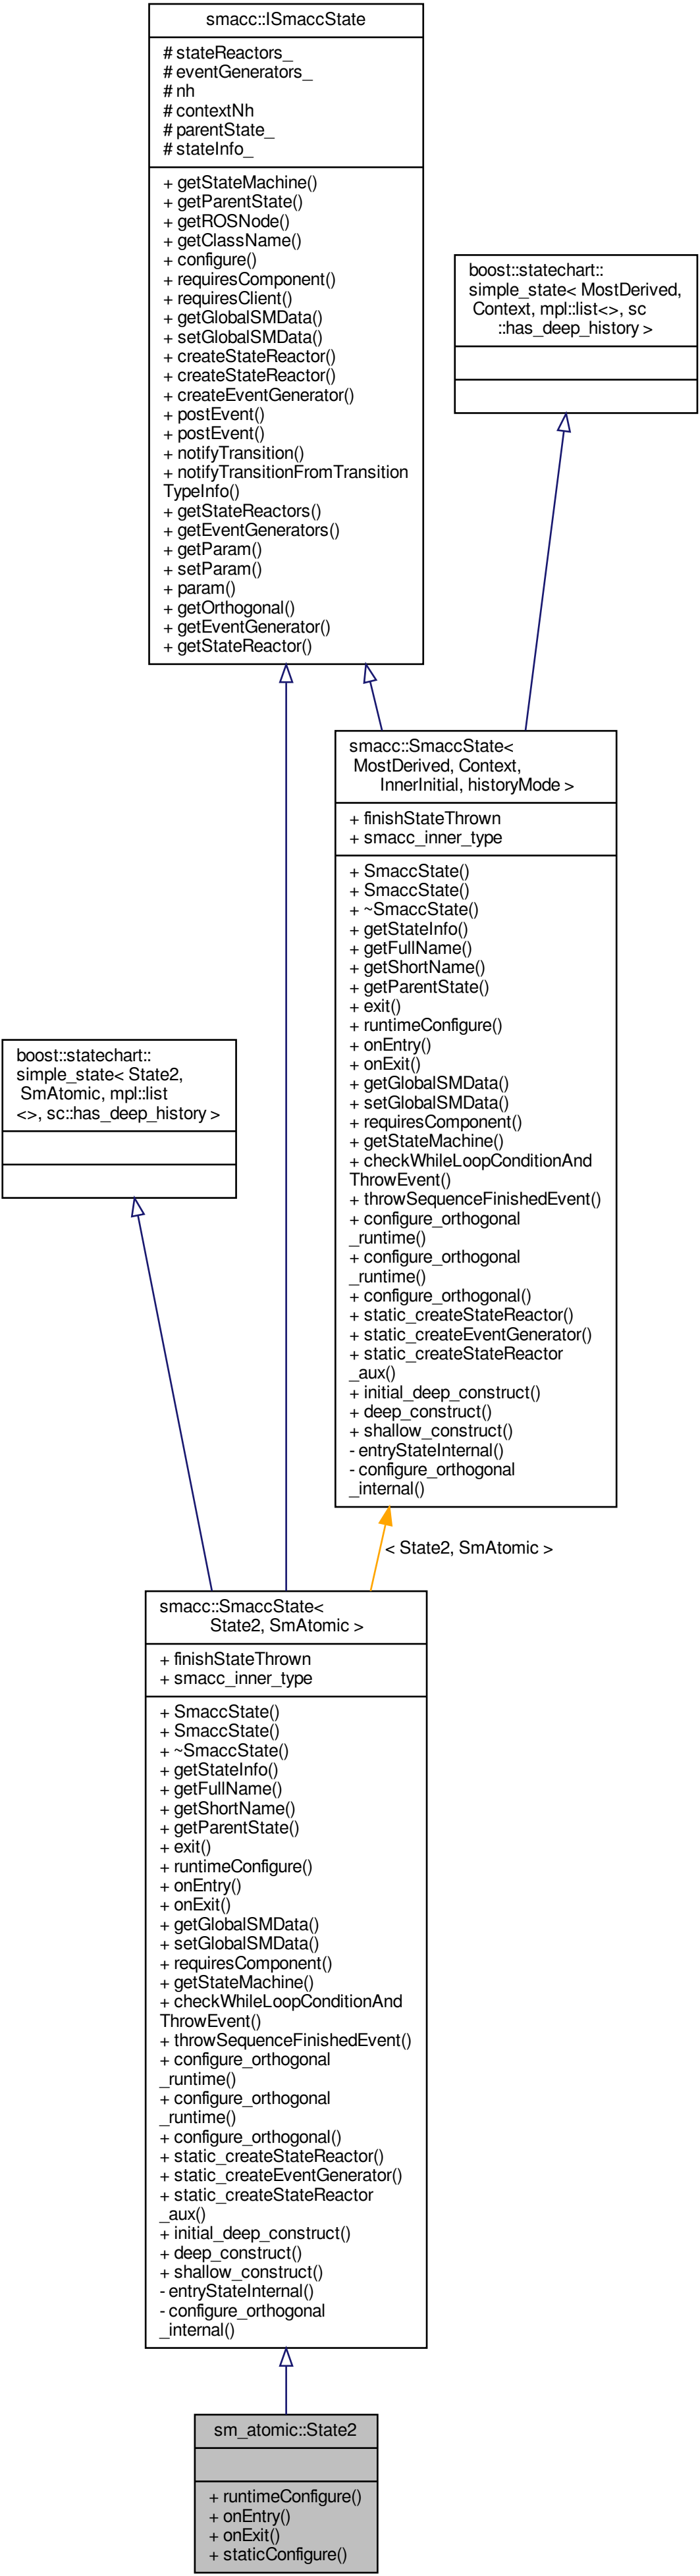 smacc::ISmaccState
# stateReactors_
# eventGenerators_
# nh
# contextNh
# parentState_
# stateInfo_
+ getStateMachine()
+ getParentState()
+ getROSNode()
+ getClassName()
+ configure()
+ requiresComponent()
+ requiresClient()
+ getGlobalSMData()
+ setGlobalSMData()
+ createStateReactor()
+ createStateReactor()
+ createEventGenerator()
+ postEvent()
+ postEvent()
+ notifyTransition()
+ notifyTransitionFromTransition
TypeInfo()
+ getStateReactors()
+ getEventGenerators()
+ getParam()
+ setParam()
+ param()
+ getOrthogonal()
+ getEventGenerator()
+ getStateReactor()
boost::statechart::
simple_state< MostDerived,
Context, mpl::list<>, sc
::has_deep_history >
smacc::SmaccState<
MostDerived, Context,
InnerInitial, historyMode >
+ finishStateThrown
+ smacc_inner_type
+ SmaccState()
+ SmaccState()
+ ~SmaccState()
+ getStateInfo()
+ getFullName()
+ getShortName()
+ getParentState()
+ exit()
+ runtimeConfigure()
+ onEntry()
+ onExit()
+ getGlobalSMData()
+ setGlobalSMData()
+ requiresComponent()
+ getStateMachine()
+ checkWhileLoopConditionAnd
ThrowEvent()
+ throwSequenceFinishedEvent()
+ configure_orthogonal
_runtime()
+ configure_orthogonal
_runtime()
+ configure_orthogonal()
+ static_createStateReactor()
+ static_createEventGenerator()
+ static_createStateReactor
_aux()
+ initial_deep_construct()
+ deep_construct()
+ shallow_construct()
- entryStateInternal()
- configure_orthogonal
_internal()
boost::statechart::
simple_state< State2,
SmAtomic, mpl::list
<>, sc::has_deep_history >
< State2, SmAtomic >
smacc::SmaccState<
State2, SmAtomic >
+ finishStateThrown
+ smacc_inner_type
+ SmaccState()
+ SmaccState()
+ ~SmaccState()
+ getStateInfo()
+ getFullName()
+ getShortName()
+ getParentState()
+ exit()
+ runtimeConfigure()
+ onEntry()
+ onExit()
+ getGlobalSMData()
+ setGlobalSMData()
+ requiresComponent()
+ getStateMachine()
+ checkWhileLoopConditionAnd
ThrowEvent()
+ throwSequenceFinishedEvent()
+ configure_orthogonal
_runtime()
+ configure_orthogonal
_runtime()
+ configure_orthogonal()
+ static_createStateReactor()
+ static_createEventGenerator()
+ static_createStateReactor
_aux()
+ initial_deep_construct()
+ deep_construct()
+ shallow_construct()
- entryStateInternal()
- configure_orthogonal
_internal()
sm_atomic::State2
+ runtimeConfigure()
+ onEntry()
+ onExit()
+ staticConfigure()